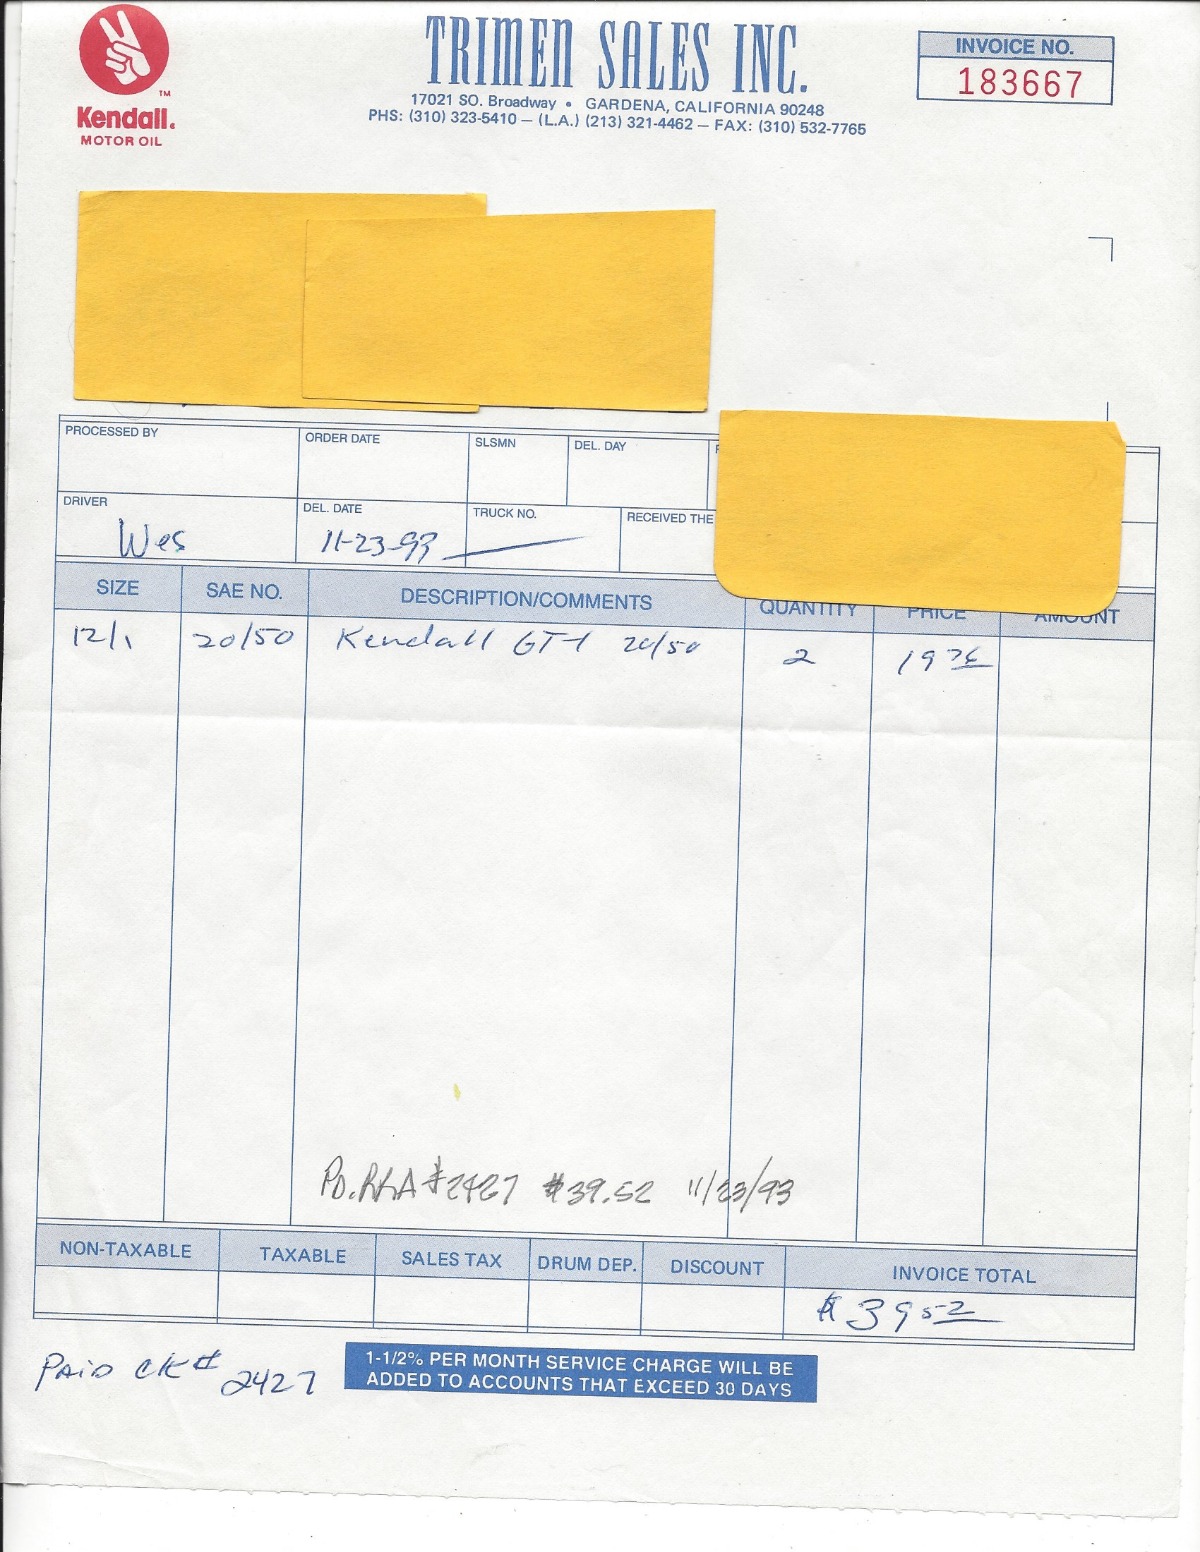 TRIMEN SALES INC.
17021 SO. Broadway • GARDENA, CALIFORNIA 90248
PHS: (310) 323-5410 — (L.A.) (213) 321-4462 — FAX: (310) 532-7765
Kendall®
MOTOR OIL
TM
INVOICE NO.
183667
PROCESSED BY
ORDER DATE
SLSMN
DEL. DAY
DRIVER
Wes
DEL. DATE
11-23-93
TRUCK NO.
RECEIVED THE
SIZE SAE NO. DESCRIPTION/COMMENTS QUANTITY PRICE AMOUNT
12/1 20/50 Kendall GT-1 20/50 2 19 76
PD. #2427 $39.52 11/23/93
NON-TAXABLE TAXABLE SALES TAX DRUM DEP. DISCOUNT INVOICE TOTAL
$39 52
PAID CK# 2427
1-1/2% PER MONTH SERVICE CHARGE WILL BE
ADDED TO ACCOUNTS THAT EXCEED 30 DAYS